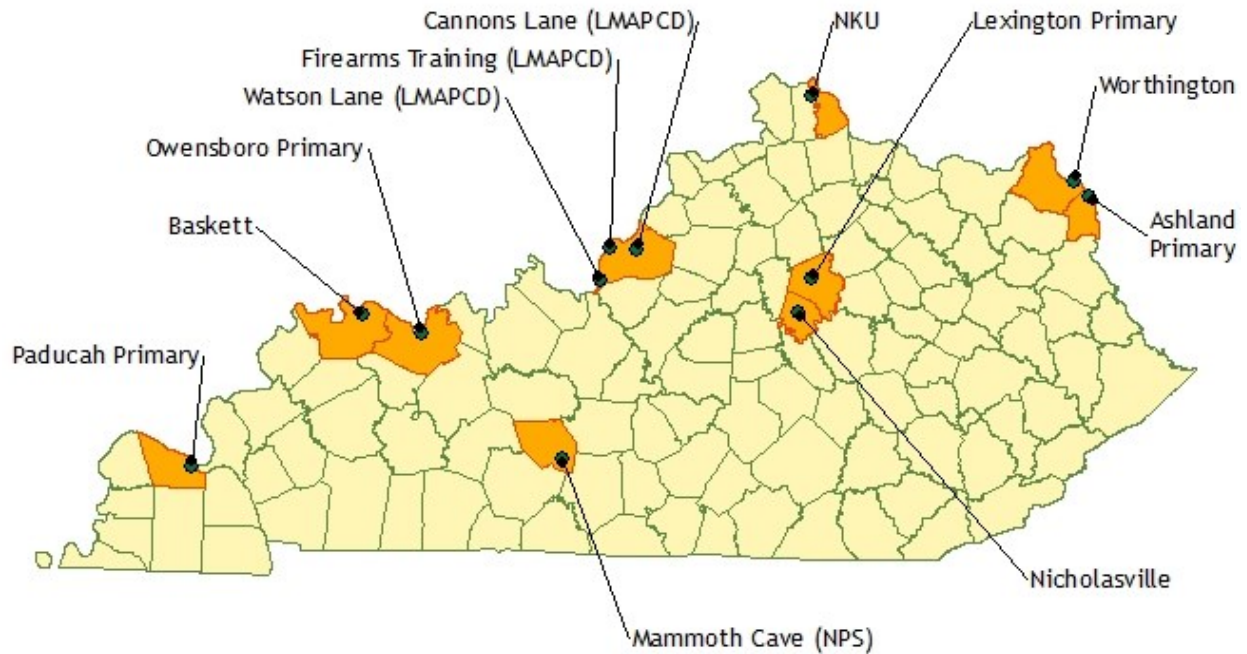 Cannons Lane (LMAPCD)
NKU
Lexington Primary
Firearms Training (LMAPCD)
Watson Lane (LMAPCD)
Worthington
Owensboro Primary
Baskett
Ashland
Primary
Paducah Primary
Nicholasville
Mammoth Cave (NPS)